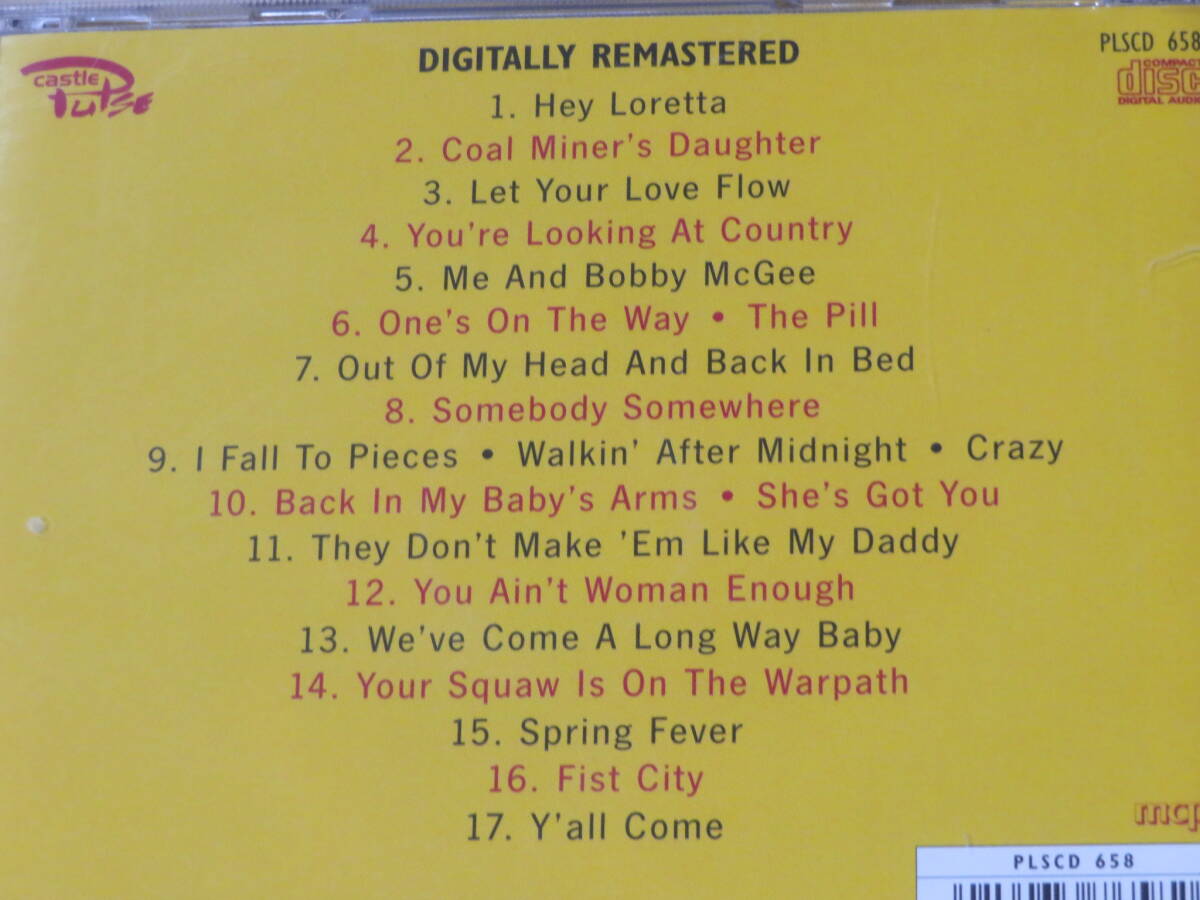 castle
Pulse
DIGITALLY REMASTERED
PLSCD 658
COMPACT
disc
DIGITAL AUDIO
1. Hey Loretta
2. Coal Miner's Daughter
3. Let Your Love Flow
4. You're Looking At Country
5. Me And Bobby McGee
6. One's On The Way • The Pill
7. Out Of My Head And Back In Bed
8. Somebody Somewhere
9. I Fall To Pieces • Walkin' After Midnight • Crazy
10. Back In My Baby's Arms • She's Got You
11. They Don't Make 'Em Like My Daddy
12. You Ain't Woman Enough
13. We've Come A Long Way Baby
14. Your Squaw Is On The Warpath
15. Spring Fever
16. Fist City
17. Y'all Come
mcp
PLSCD 658